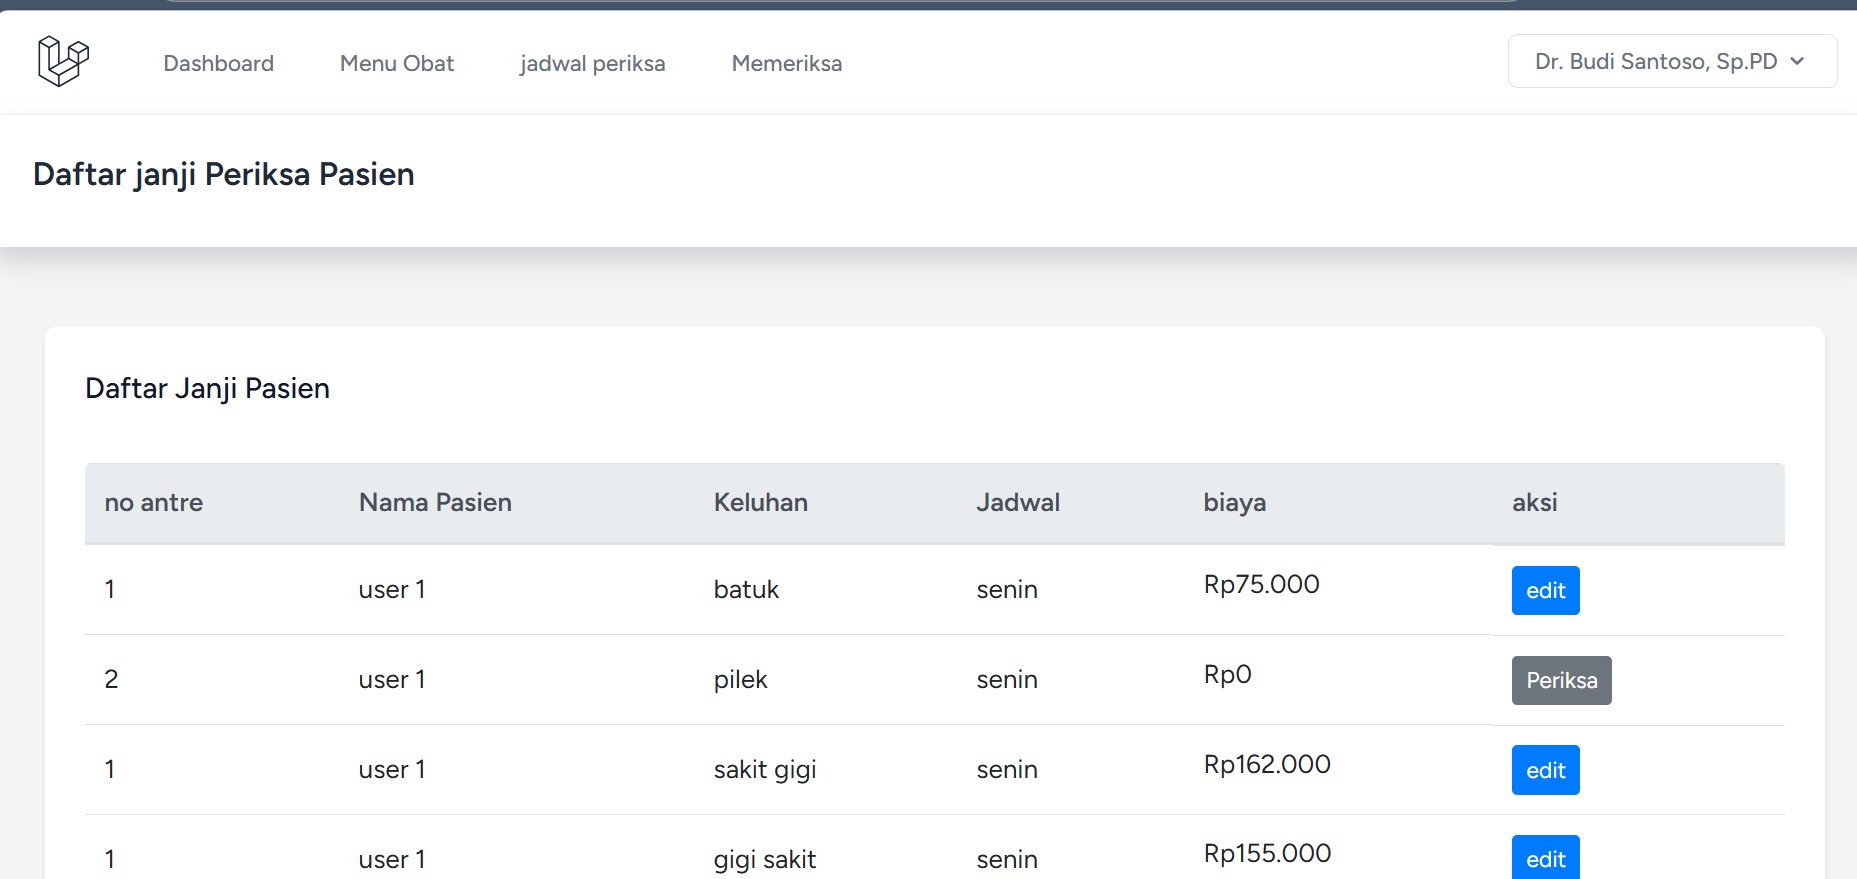 Dashboard Menu Obat jadwal periksa Memeriksa Dr. Budi Santoso, Sp.PD
Daftar janji Periksa Pasien
Daftar Janji Pasien
no antre Nama Pasien Keluhan Jadwal biaya aksi
1 user 1 batuk senin Rp75.000 edit
2 user 1 pilek senin Rp0 Periksa
1 user 1 sakit gigi senin Rp162.000 edit
1 user 1 gigi sakit senin Rp155.000 edit